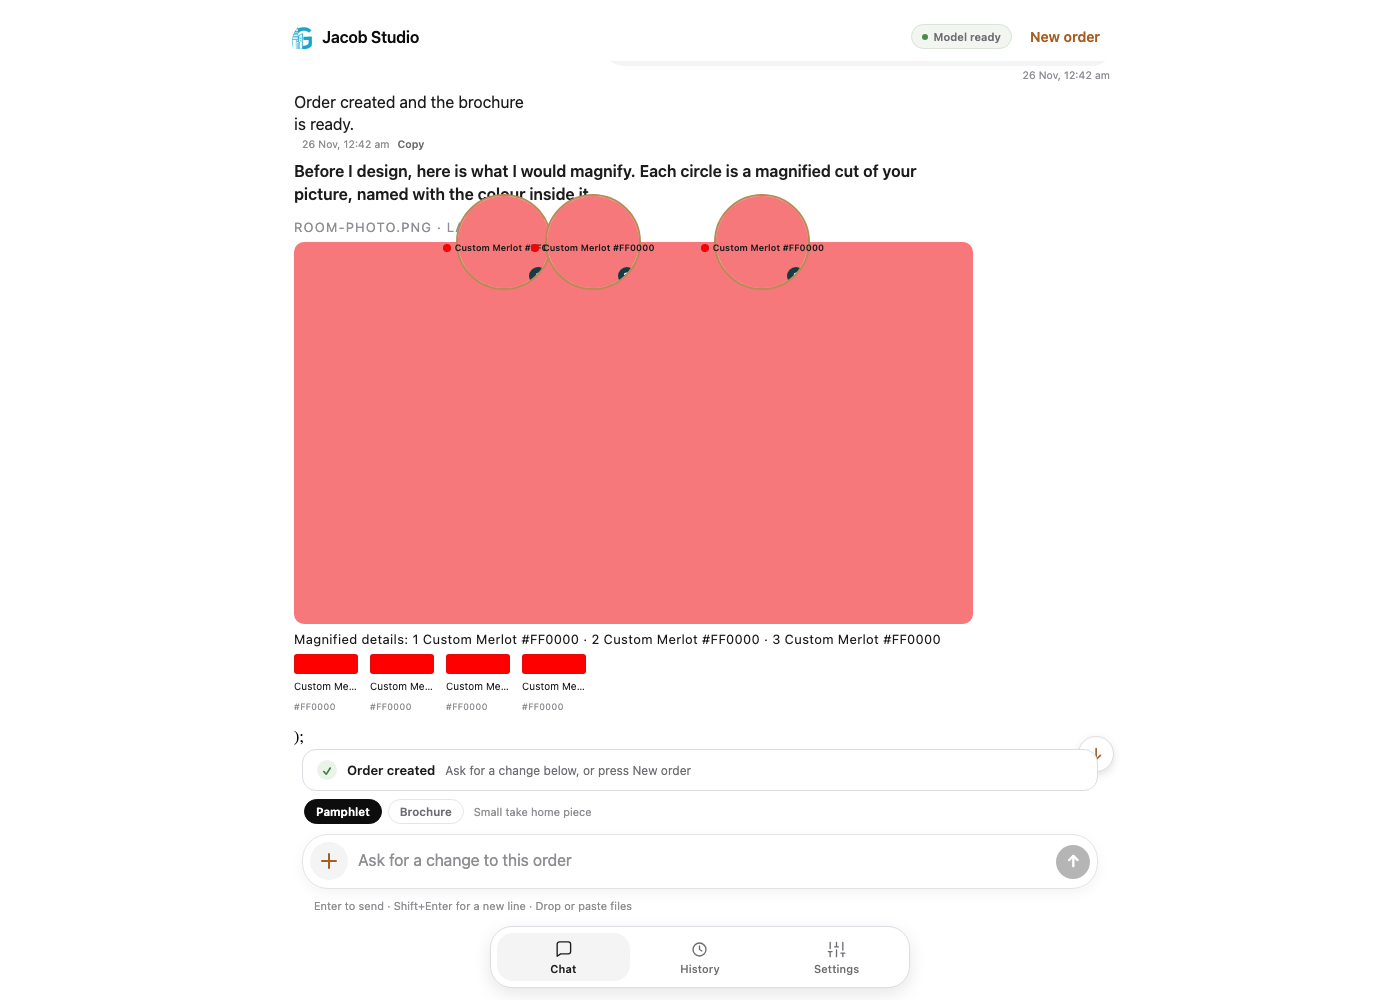 Jacob Studio
Model ready
New order
26 Nov, 12:42 am
Order created and the brochure
is ready.
26 Nov, 12:42 am Copy
Before I design, here is what I would magnify. Each circle is a magnified cut of your
picture, named with the colour inside it
ROOM-PHOTO.PNG ·
Custom Merlot
Custom Merlot #FF0000
Custom Merlot #FF0000
Magnified details: 1 Custom Merlot #FF0000 · 2 Custom Merlot #FF0000 · 3 Custom Merlot #FF0000
Custom Me... Custom Me... Custom Me... Custom Me...
#FF0000 #FF0000 #FF0000 #FF0000
);
Order created Ask for a change below, or press New order
Pamphlet Brochure Small take home piece
Ask for a change to this order
Enter to send · Shift+Enter for a new line · Drop or paste files
Chat History Settings